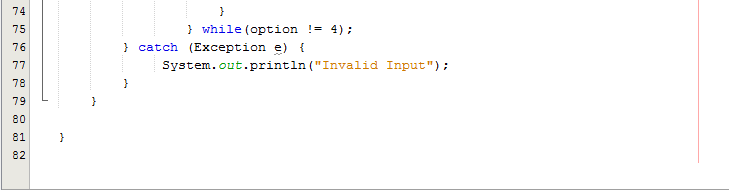 74 }
75 } while(option != 4);
76 } catch (Exception e) {
77 System.out.println("Invalid Input");
78 }
79 }
80
81 }
82